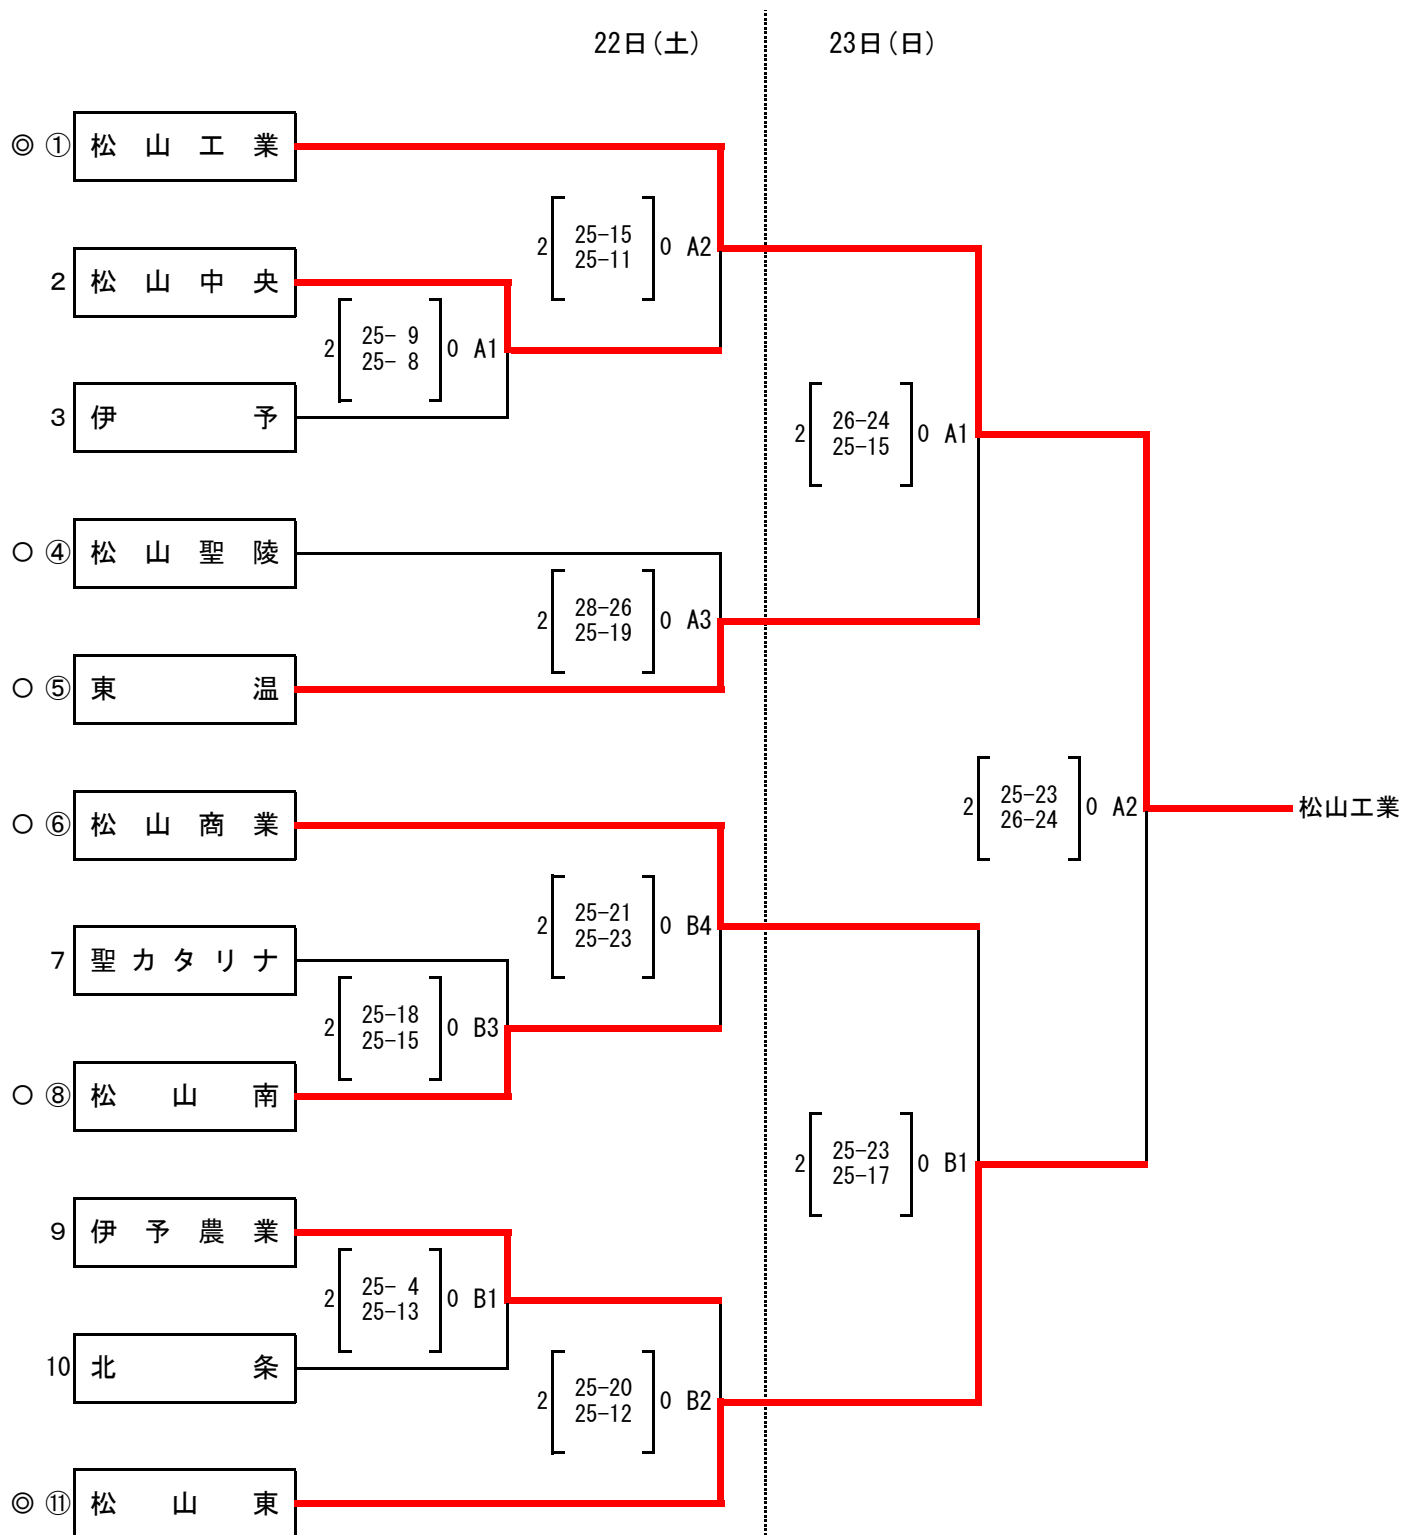 22日(土) 23日(日)
◎ ① 松山工業
2 25-15 0 A2
25-11
2 松山中央
2 25- 9 0 A1
25- 8
3 伊予
2 26-24 0 A1
25-15
○ ④ 松山聖陵
2 28-26 0 A3
25-19
○ ⑤ 東温
○ ⑥ 松山商業
2 25-23 0 A2 松山工業
26-24
2 25-21 0 B4
25-23
7 聖カタリナ
2 25-18 0 B3
25-15
○ ⑧ 松山南
2 25-23 0 B1
25-17
9 伊予農業
2 25- 4 0 B1
25-13
10 北条
2 25-20 0 B2
25-12
◎ ⑪ 松山東